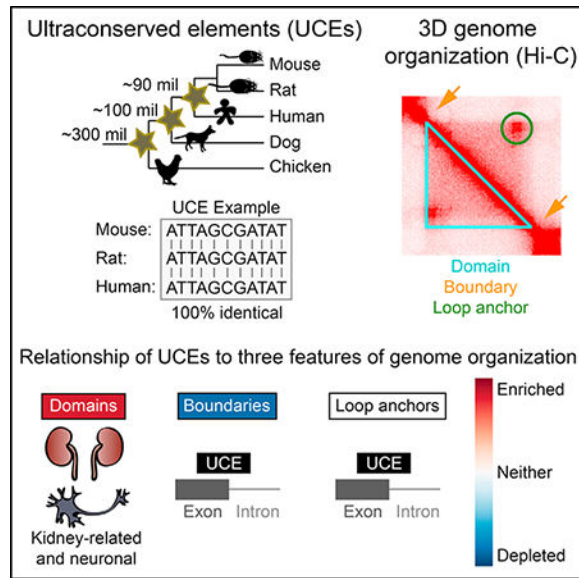 Ultraconserved elements (UCEs)
3D genome
organization (Hi-C)
Mouse
Rat
Human
Dog
Chicken
~90 mil
~100 mil
~300 mil
UCE Example
Mouse: ATTAGCGATAT
Rat: ATTAGCGATAT
Human: ATTAGCGATAT
100% identical
Domain
Boundary
Loop anchor
Relationship of UCEs to three features of genome organization
Domains
Boundaries
Loop anchors
UCE
Exon Intron
UCE
Exon Intron
Kidney-related
and neuronal
Enriched
Neither
Depleted